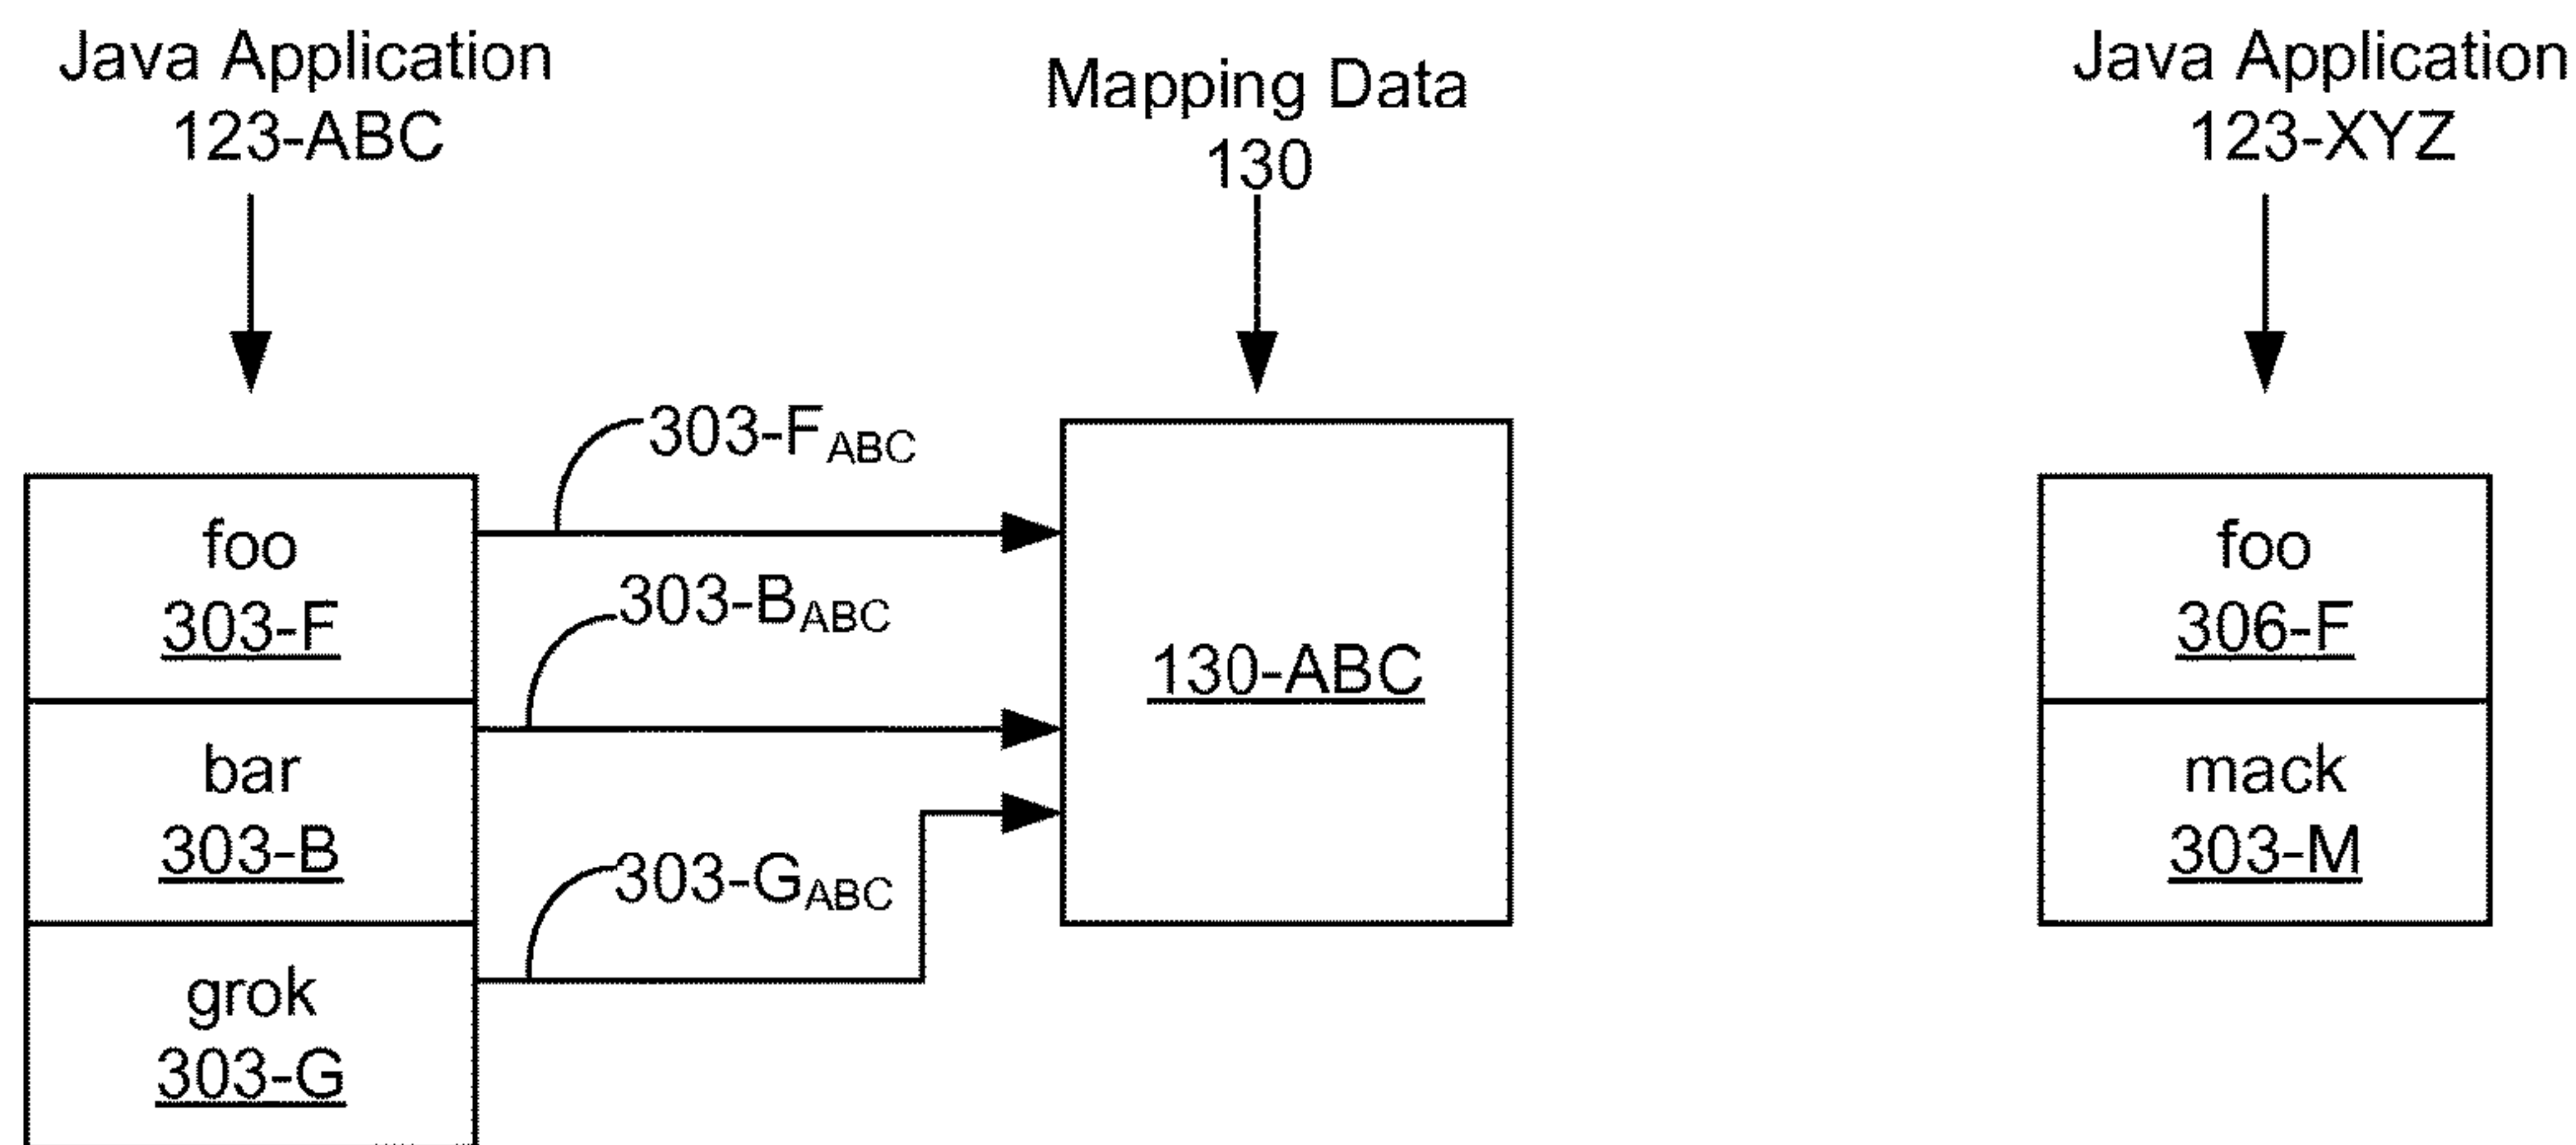 Java Application
123-ABC
Mapping Data
130
Java Application
123-XYZ
foo
303-F
bar
303-B
grok
303-G
303-FABC
303-BABC
303-GABC
130-ABC
foo
306-F
mack
303-M